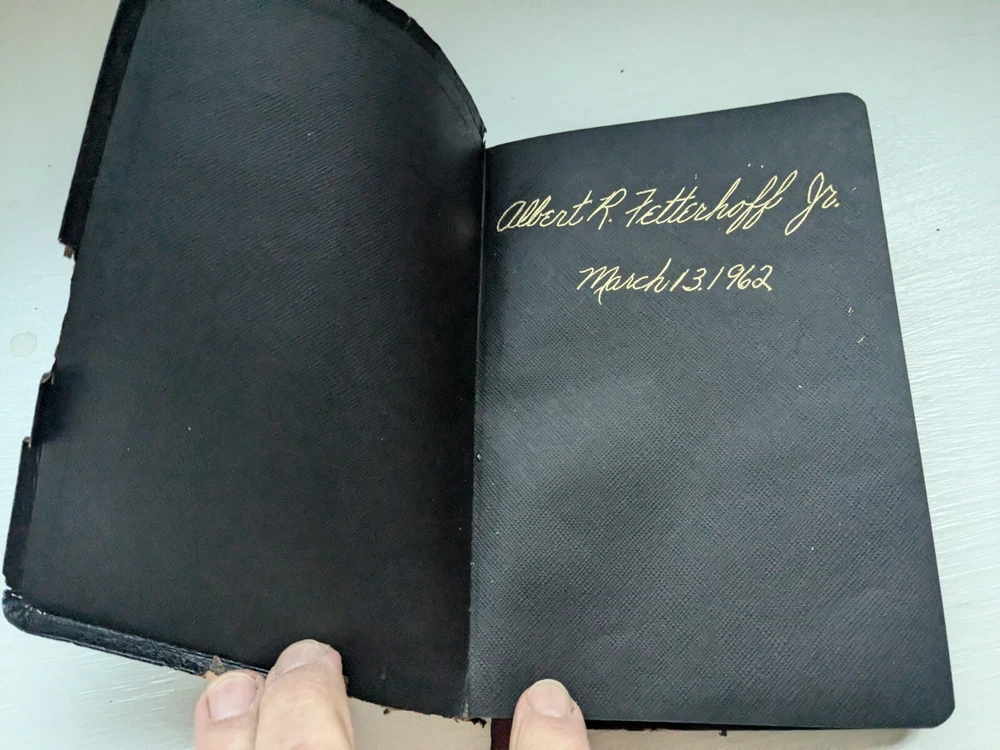 Albert R. Fetterhoff Jr.
March 13. 1962